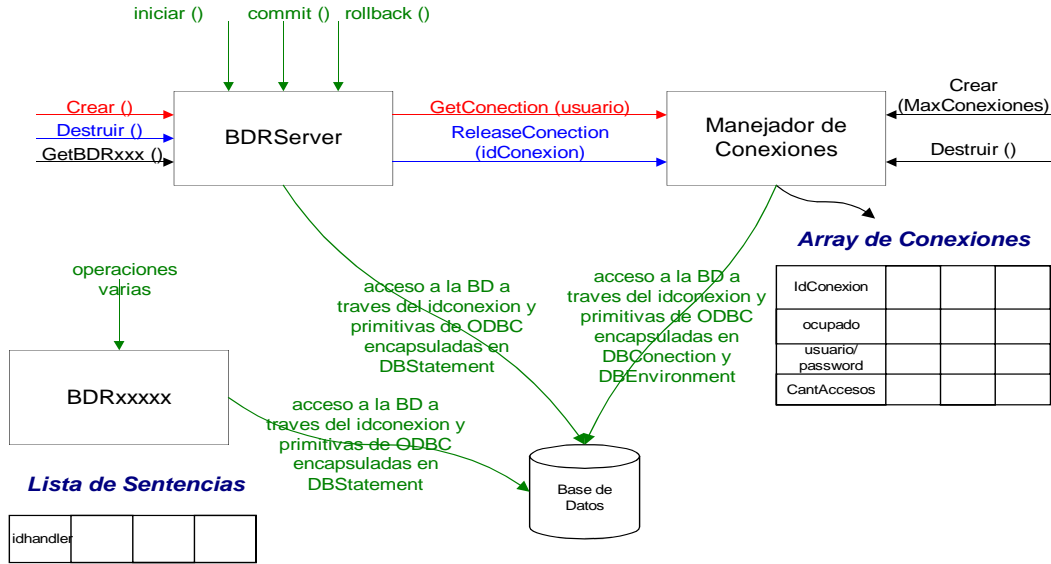 iniciar ()
commit ()
rollback ()
Crear ()
Destruir ()
GetBDRxxx ()
BDRServer
GetConection (usuario)
ReleaseConection
(idConexion)
Manejador de
Conexiones
Crear
(MaxConexiones)
Destruir ()
Array de Conexiones
IdConexion
ocupado
usuario/
password
CantAccesos
operaciones
varias
BDRxxxxx
acceso a la BD a
traves del idconexion y
primitivas de ODBC
encapsuladas en
DBStatement
acceso a la BD a
traves del idconexion y
primitivas de ODBC
encapsuladas en
DBConection y
DBEnvironment
acceso a la BD a
traves del idconexion y
primitivas de ODBC
encapsuladas en
DBStatement
Base de
Datos
Lista de Sentencias
idhandler